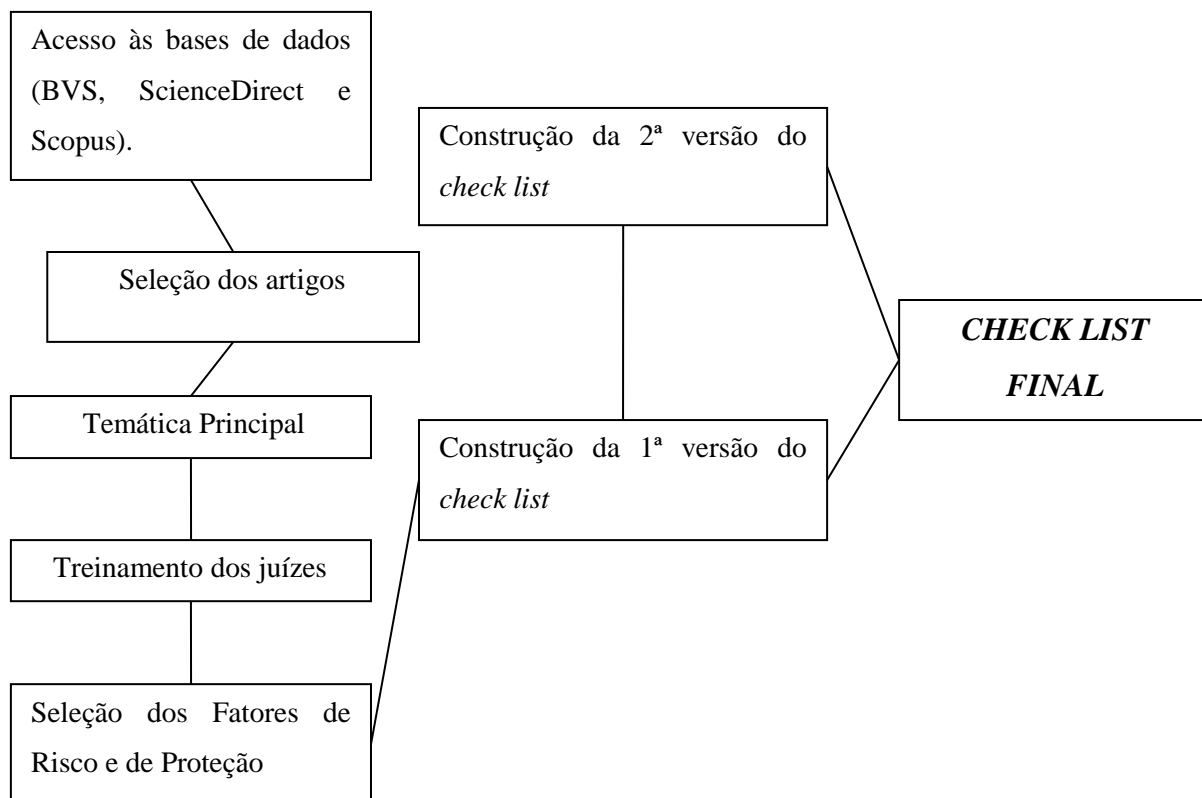 Acesso às bases de dados
(BVS, ScienceDirect e
Scopus).
Seleção dos artigos
Temática Principal
Treinamento dos juízes
Seleção dos Fatores de
Risco e de Proteção
Construção da 2ª versão do
check list
Construção da 1ª versão do
check list
CHECK LIST
FINAL